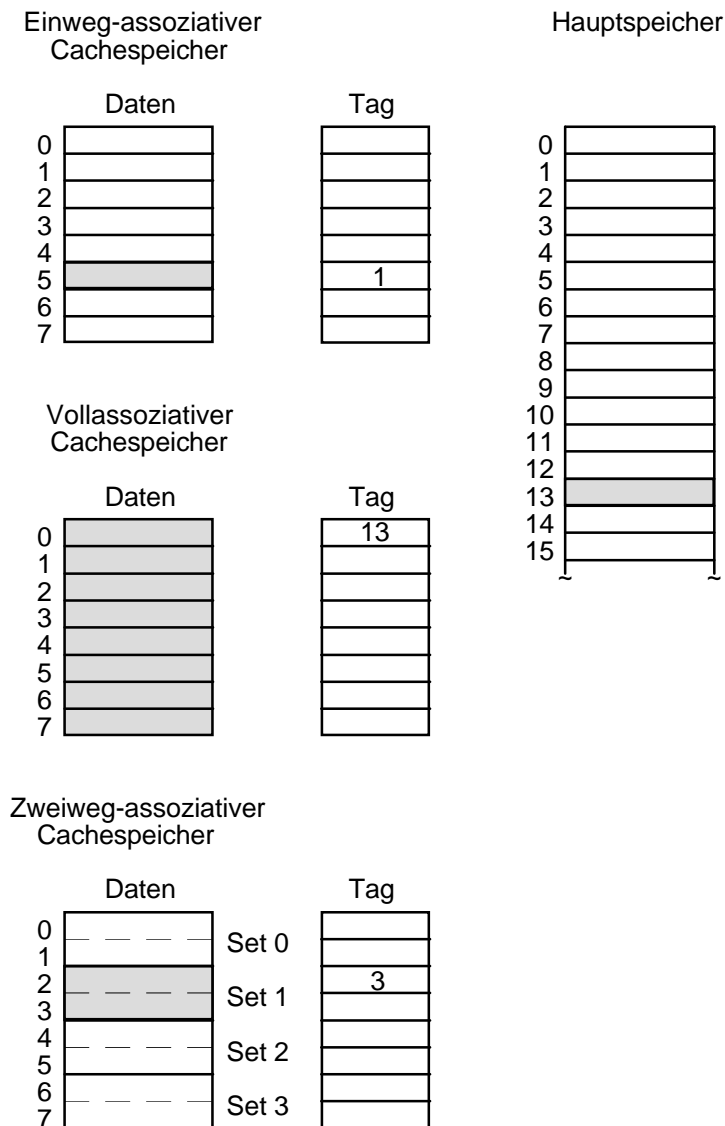 Einweg-assoziativer
Cachespeicher
Daten
Tag
0
1
2
3
4
5
1
6
7
Hauptspeicher
0
1
2
3
4
5
6
7
8
9
10
11
12
13
14
15
~ ~
Vollassoziativer
Cachespeicher
Daten
Tag
0
13
1
2
3
4
5
6
7
Zweiweg-assoziativer
Cachespeicher
Daten
Tag
0
1
Set 0
2
3
3
Set 1
4
5
Set 2
6
7
Set 3